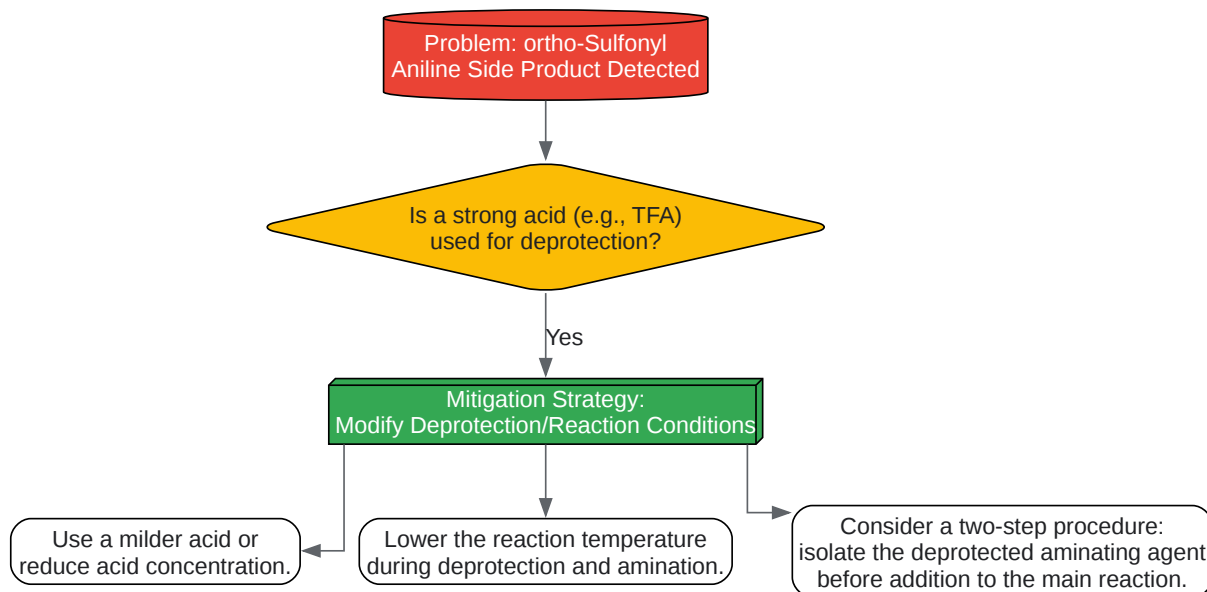 Problem: ortho-Sulfonyl
Aniline Side Product Detected
Is a strong acid (e.g., TFA)
used for deprotection?
Yes
Mitigation Strategy:
Modify Deprotection/Reaction Conditions
Use a milder acid or
reduce acid concentration.
Lower the reaction temperature
during deprotection and amination.
Consider a two-step procedure:
isolate the deprotected aminating agent
before addition to the main reaction.